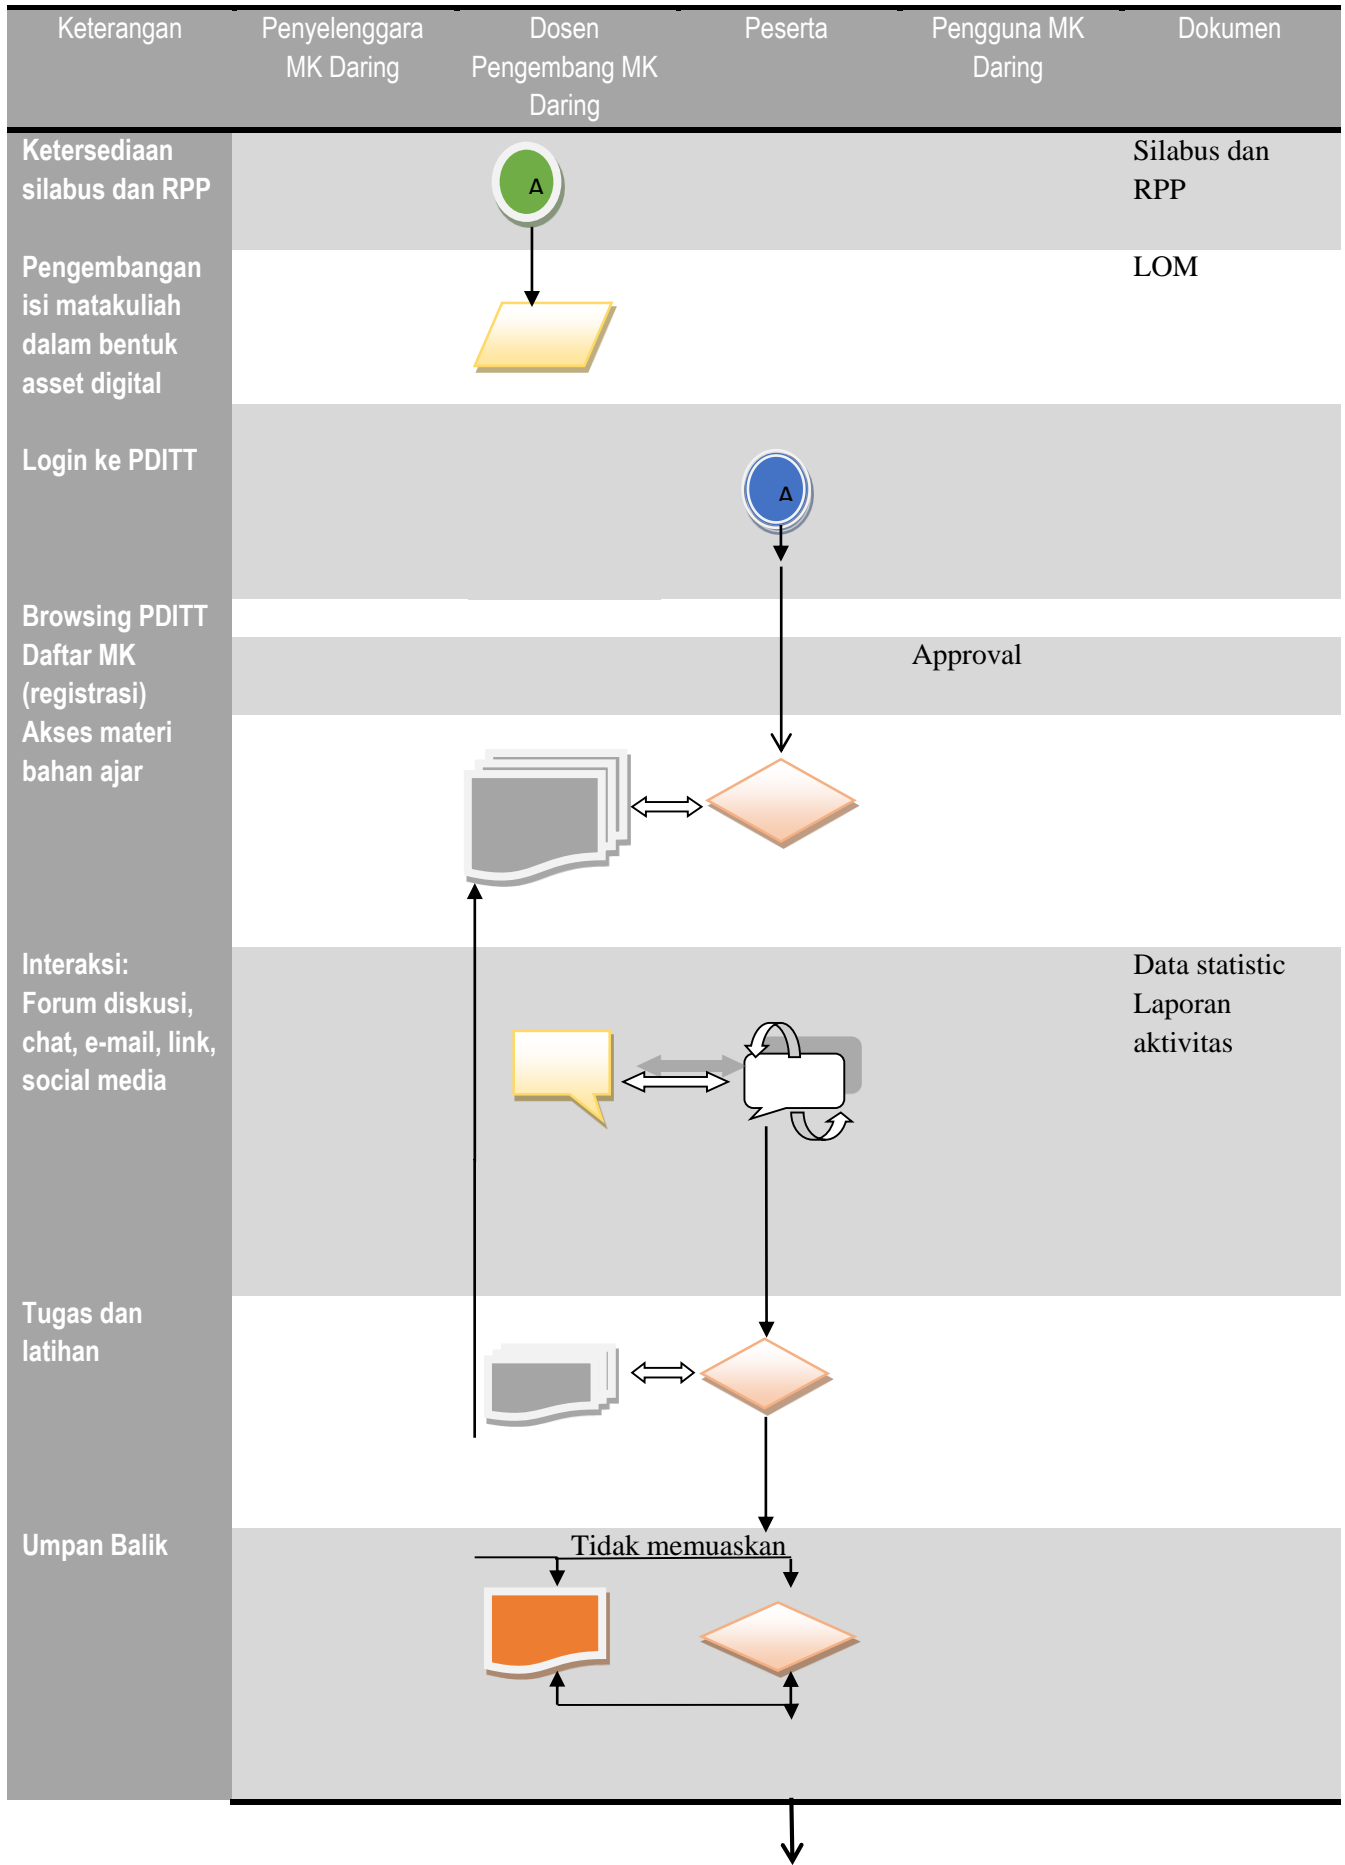 Keterangan
Penyelenggara
MK Daring
Dosen
Pengembang MK
Daring
Peserta
Pengguna MK
Daring
Dokumen
Ketersediaan
silabus dan RPP
A
Silabus dan
RPP
Pengembangan
isi matakuliah
dalam bentuk
asset digital
LOM
Login ke PDITT
A
Browsing PDITT
Daftar MK
(registrasi)
Approval
Akses materi
bahan ajar
Interaksi:
Forum diskusi,
chat, e-mail, link,
social media
Data statistic
Laporan
aktivitas
Tugas dan
latihan
Umpan Balik
Tidak memuaskan